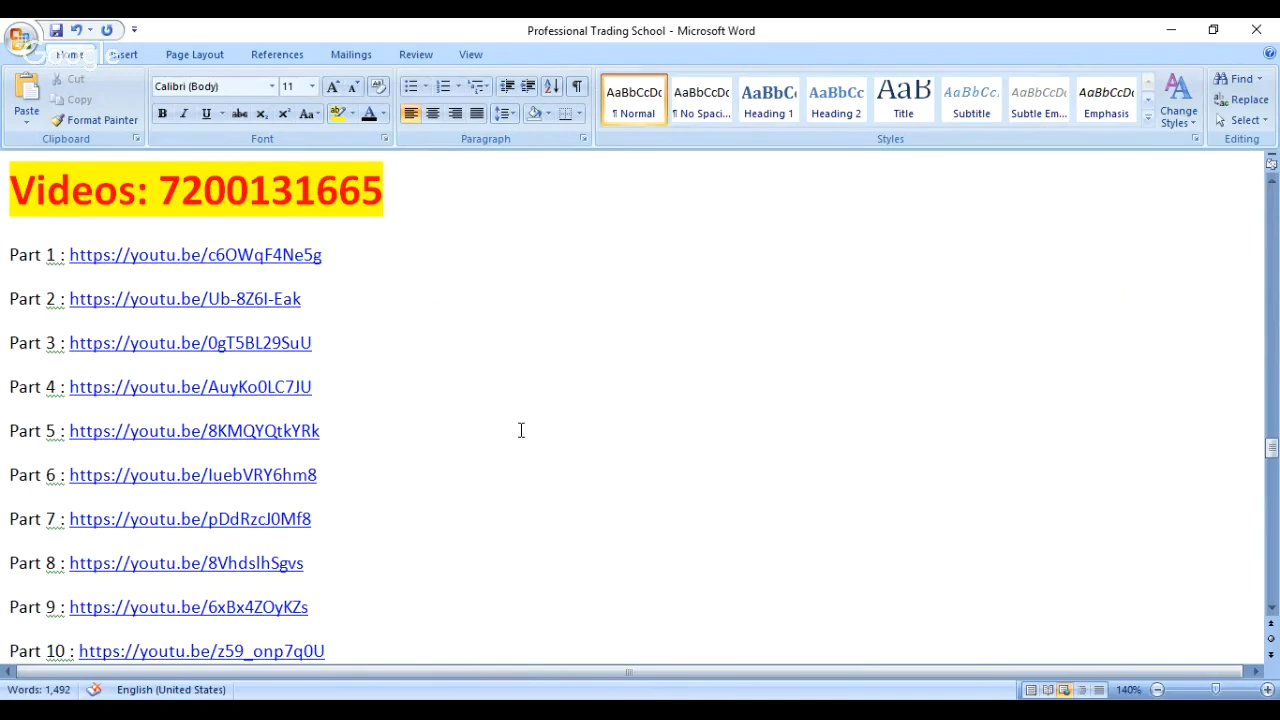 Professional Trading School - Microsoft Word
Home
Insert
Page Layout
References
Mailings
Review
View
Google
Paste
Cut
Copy
Format Painter
Clipboard
Calibri (Body)
11
Font
Paragraph
AaBbCcDc
¶ Normal
AaBbCcDc
¶ No Spaci...
AaBbCc
Heading 1
AaBbCc
Heading 2
AaB
Title
AaBbCc.
Subtitle
AaBbCcDc
Subtle Em...
AaBbCcDc
Emphasis
Change
Styles
Styles
Find
Replace
Select
Editing
Videos: 7200131665
Part 1 : https://youtu.be/c6OWqF4Ne5g
Part 2 : https://youtu.be/Ub-8Z6I-Eak
Part 3 : https://youtu.be/0gT5BL29SuU
Part 4 : https://youtu.be/AuyKo0LC7JU
Part 5 : https://youtu.be/8KMQYQtkYRk
Part 6 : https://youtu.be/IuebVRY6hm8
Part 7 : https://youtu.be/pDdRzcJ0Mf8
Part 8 : https://youtu.be/8VhdslhSgvs
Part 9 : https://youtu.be/6xBx4ZOyKZs
Part 10 : https://youtu.be/z59_onp7q0U
Words: 1,492
English (United States)
140%